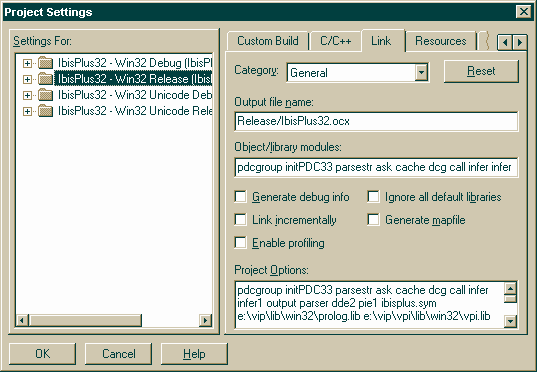 Project Settings
Settings For:
IbisPlus32 - Win32 Debug (IbisPl
IbisPlus32 - Win32 Release (Ibis
IbisPlus32 - Win32 Unicode Deb
IbisPlus32 - Win32 Unicode Rele
Custom Build C/C++ Link Resources
Category: General Reset
Output file name:
Release/IbisPlus32.ocx
Object/library modules:
pdcgroup initPDC33 parsestr ask cache dcg call infer infer
Generate debug info Ignore all default libraries
Link incrementally Generate mapfile
Enable profiling
Project Options:
pdcgroup initPDC33 parsestr ask cache dcg call infer
infer1 output parser dde2 pie1 ibisplus.sym
e:\vip\lib\win32\prolog.lib e:\vip\vpi\lib\win32\vpi.lib
OK Cancel Help